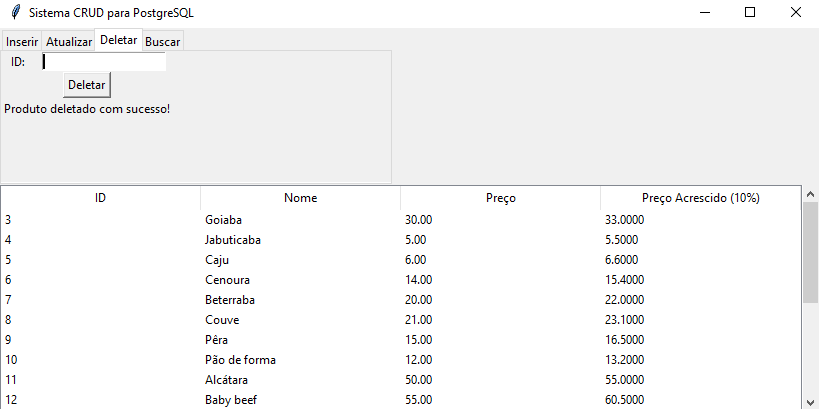 Sistema CRUD para PostgreSQL
Inserir Atualizar Deletar Buscar
ID:
Deletar
Produto deletado com sucesso!
ID Nome Preço Preço Acrescido (10%)
3 Goiaba 30.00 33.0000
4 Jabuticaba 5.00 5.5000
5 Caju 6.00 6.6000
6 Cenoura 14.00 15.4000
7 Beterraba 20.00 22.0000
8 Couve 21.00 23.1000
9 Pêra 15.00 16.5000
10 Pão de forma 12.00 13.2000
11 Alcátara 50.00 55.0000
12 Baby beef 55.00 60.5000